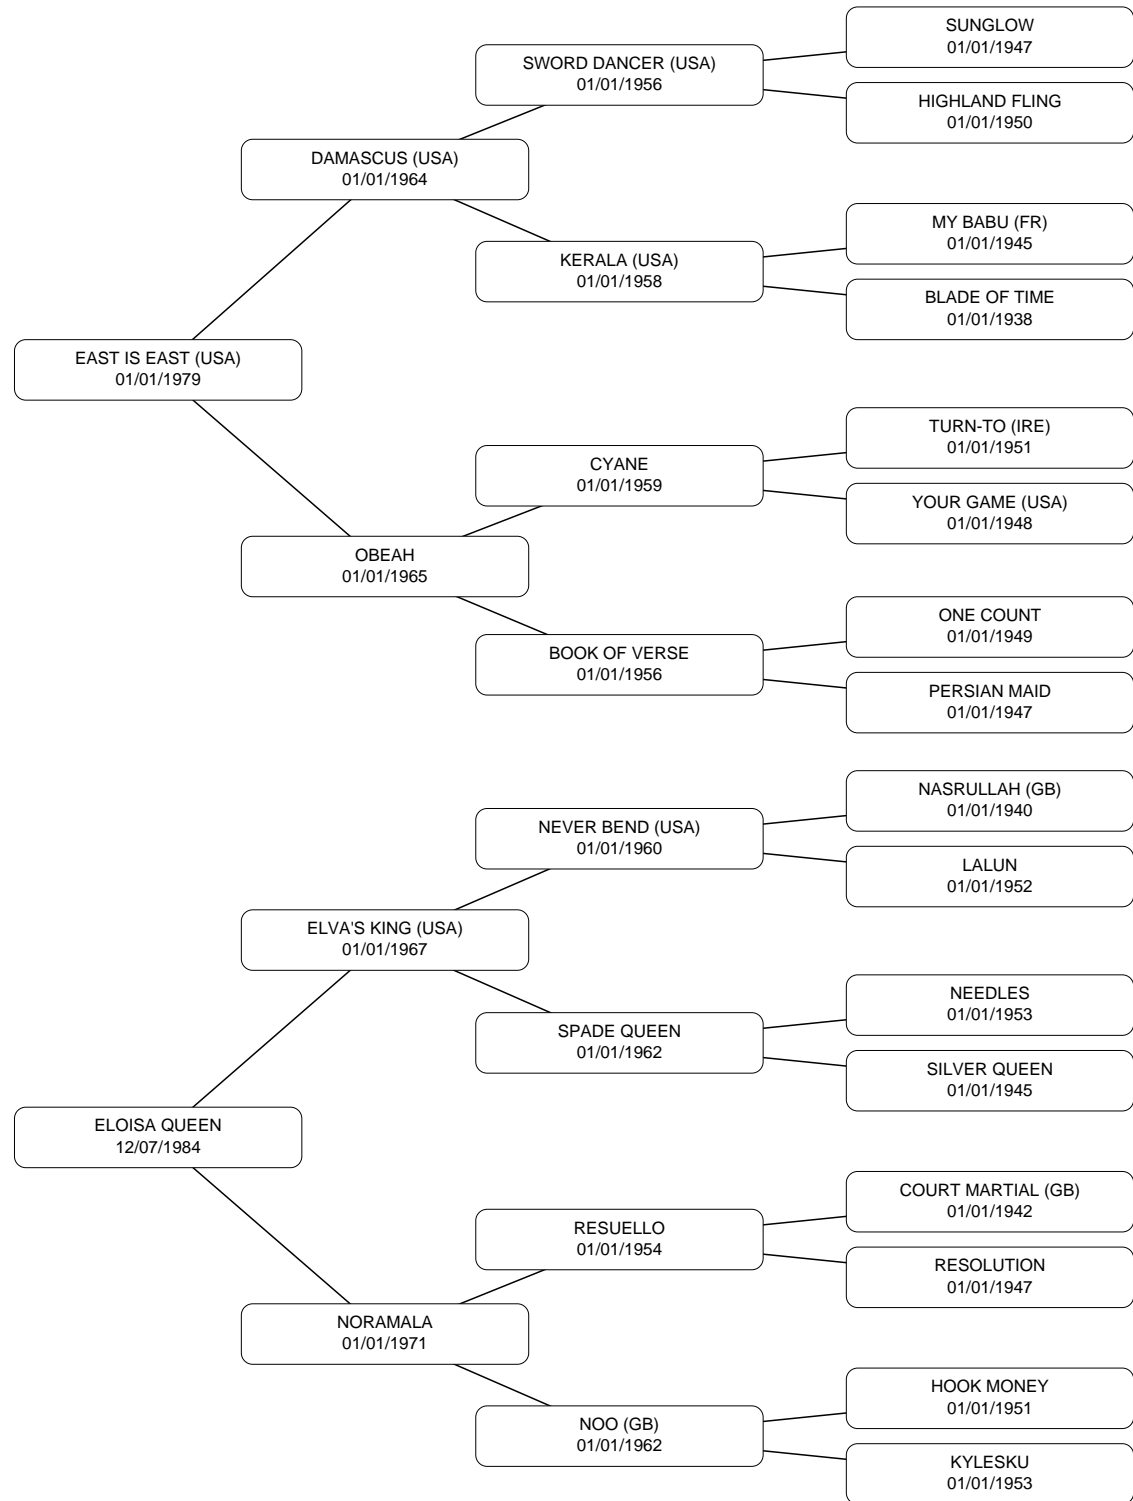 SUNGLOW
01/01/1947
SWORD DANCER (USA)
01/01/1956
HIGHLAND FLING
01/01/1950
DAMASCUS (USA)
01/01/1964
MY BABU (FR)
01/01/1945
KERALA (USA)
01/01/1958
BLADE OF TIME
01/01/1938
EAST IS EAST (USA)
01/01/1979
TURN-TO (IRE)
01/01/1951
CYANE
01/01/1959
YOUR GAME (USA)
01/01/1948
OBEAH
01/01/1965
ONE COUNT
01/01/1949
BOOK OF VERSE
01/01/1956
PERSIAN MAID
01/01/1947
NASRULLAH (GB)
01/01/1940
NEVER BEND (USA)
01/01/1960
LALUN
01/01/1952
ELVA'S KING (USA)
01/01/1967
NEEDLES
01/01/1953
SPADE QUEEN
01/01/1962
SILVER QUEEN
01/01/1945
ELOISA QUEEN
12/07/1984
COURT MARTIAL (GB)
01/01/1942
RESUELLO
01/01/1954
RESOLUTION
01/01/1947
NORAMALA
01/01/1971
HOOK MONEY
01/01/1951
NOO (GB)
01/01/1962
KYLESKU
01/01/1953